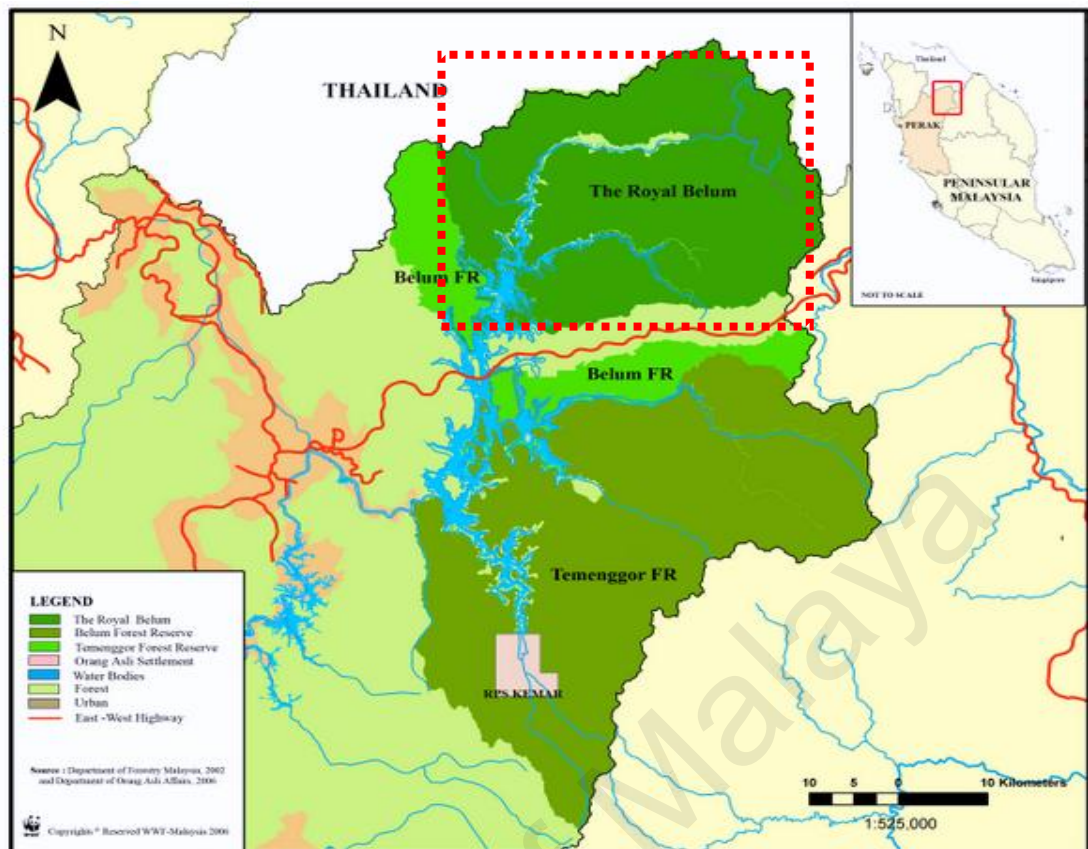 N
THAILAND
The Royal Belum
Belum FR
Belum FR
Temenggor FR
RPS KEMAR
Thailand
PERAK
PENINSULAR
MALAYSIA
Singapore
NOT TO SCALE
LEGEND
The Royal Belum
Belum Forest Reserve
Temenggor Forest Reserve
Orang Asli Settlement
Water Bodies
Forest
Urban
East -West Highway
Source : Department of Forestry Malaysia, 2002
and Department of Orang Asli Affairs, 2006
Copyrights © Reserved WWF-Malaysia 2006
10 5 0 10 Kilometers
1:525,000
Malaya